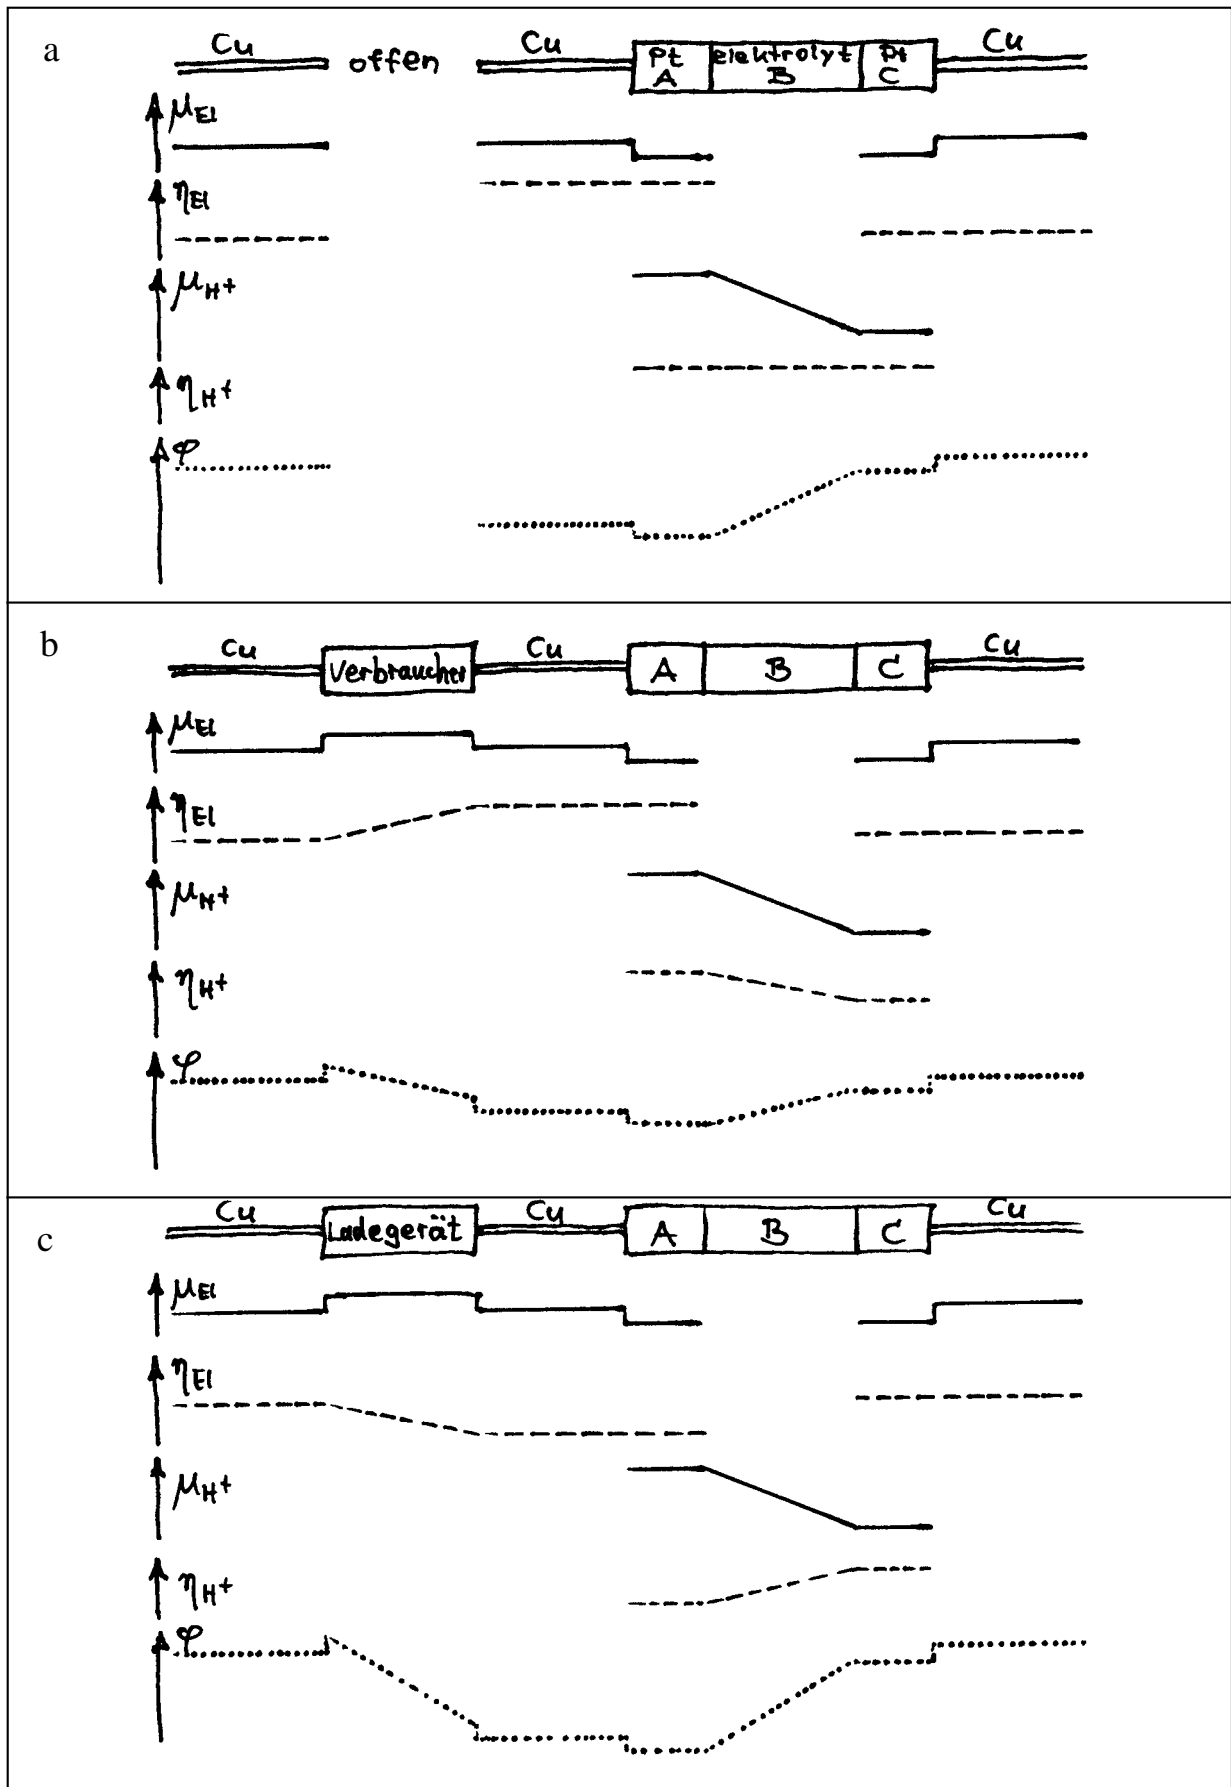 a
Cu offen Cu Pt elektrolyt Pt Cu
A B C
μEl
ηEl
μH+
ηH+
φ
b
Cu Verbraucher Cu A B C Cu
μEl
ηEl
μH+
ηH+
φ
c
Cu Ladegerät Cu A B C Cu
μEl
ηEl
μH+
ηH+
φ